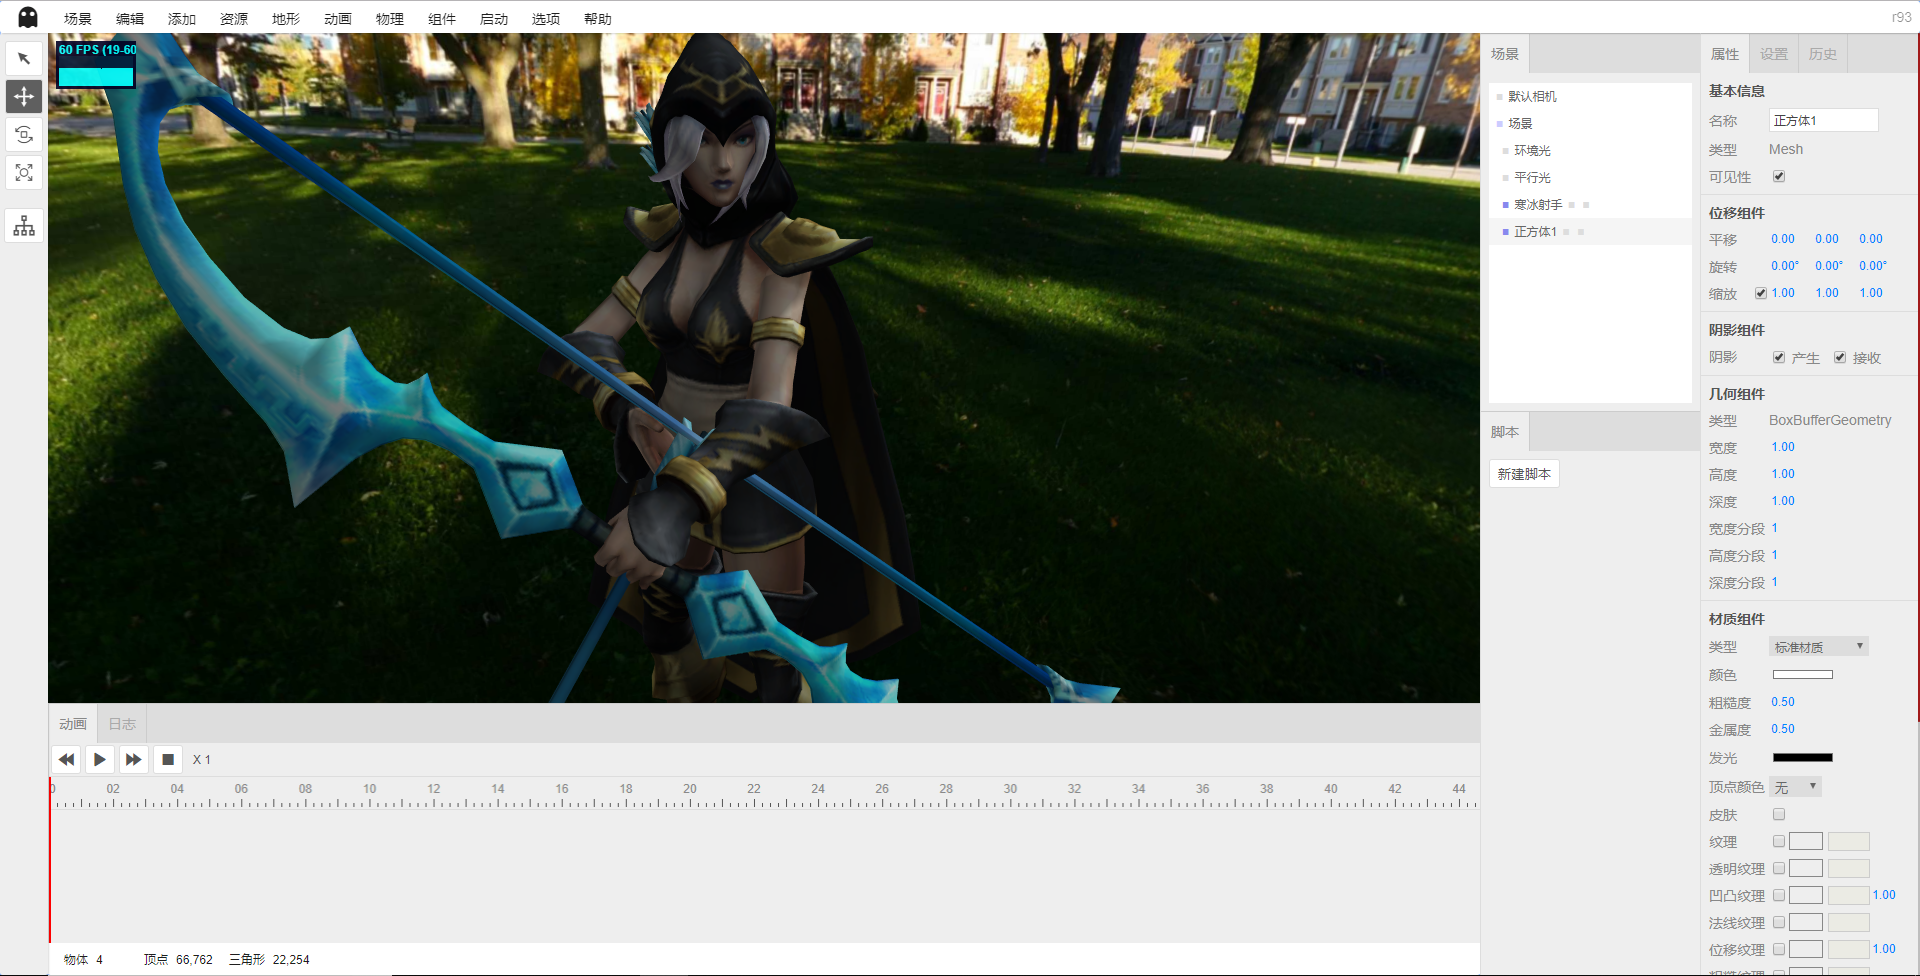 场景 编辑 添加 资源 地形 动画 物理 组件 启动 选项 帮助 r93
60 FPS (19-60
场景
默认相机
场景
环境光
平行光
寒冰射手
正方体1
脚本
新建脚本
属性 设置 历史
基本信息
名称 正方体1
类型 Mesh
可见性
位移组件
平移 0.00 0.00 0.00
旋转 0.00° 0.00° 0.00°
缩放 1.00 1.00 1.00
阴影组件
阴影 产生 接收
几何组件
类型 BoxBufferGeometry
宽度 1.00
高度 1.00
深度 1.00
宽度分段 1
高度分段 1
深度分段 1
材质组件
类型 标准材质
颜色
粗糙度 0.50
金属度 0.50
发光
顶点颜色 无
皮肤
纹理
透明纹理
凹凸纹理 1.00
法线纹理
位移纹理 1.00
动画 日志
X 1
0 02 04 06 08 10 12 14 16 18 20 22 24 26 28 30 32 34 36 38 40 42 44
物体 4 顶点 66,762 三角形 22,254